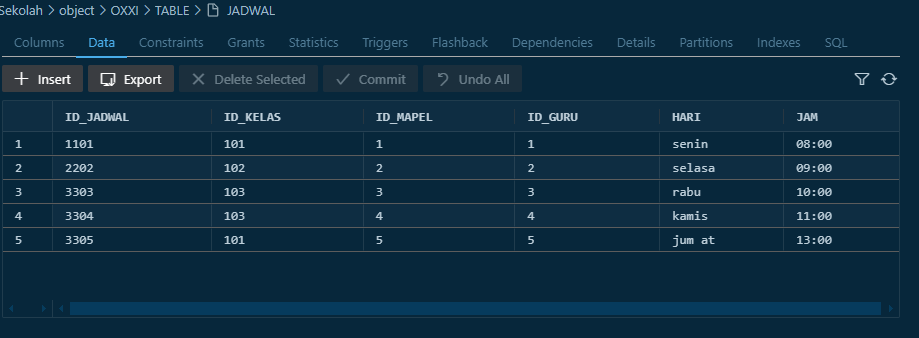 Sekolah > object > OXXI > TABLE > JADWAL
Columns Data Constraints Grants Statistics Triggers Flashback Dependencies Details Partitions Indexes SQL
Insert Export Delete Selected Commit Undo All
ID_JADWAL ID_KELAS ID_MAPEL ID_GURU HARI JAM
1 1101 101 1 1 senin 08:00
2 2202 102 2 2 selasa 09:00
3 3303 103 3 3 rabu 10:00
4 3304 103 4 4 kamis 11:00
5 3305 101 5 5 jum at 13:00